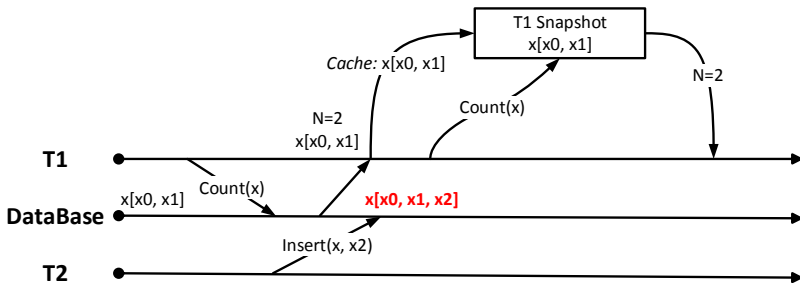 T1 Snapshot
x[x0, x1]
Cache: x[x0, x1]
N=2
Count(x)
N=2
x[x0, x1]
T1
Count(x)
x[x0, x1]
x[x0, x1, x2]
DataBase
Insert(x, x2)
T2